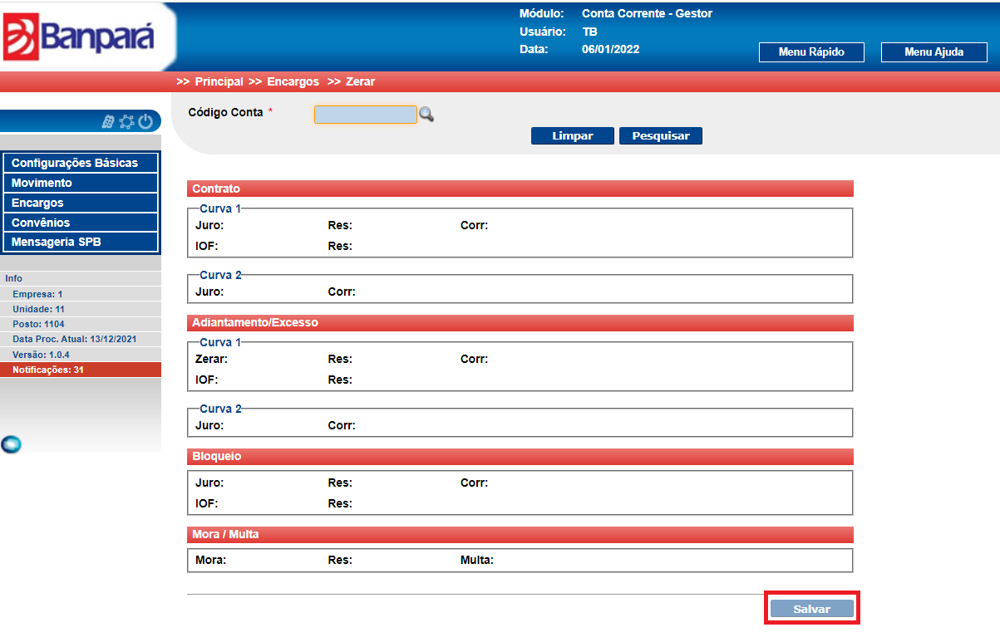 Banpará
Módulo: Conta Corrente - Gestor
Usuário: TB
Data: 06/01/2022
Menu Rápido Menu Ajuda
>> Principal >> Encargos >> Zerar
Código Conta *
Limpar Pesquisar
Configurações Básicas
Movimento
Encargos
Convênios
Mensageria SPB
Info
Empresa: 1
Unidade: 11
Posto: 1104
Data Proc. Atual: 13/12/2021
Versão: 1.0.4
Notificações: 31
Contrato
Curva 1
Juro: Res: Corr:
IOF: Res:
Curva 2
Juro: Corr:
Adiantamento/Excesso
Curva 1
Zerar: Res: Corr:
IOF: Res:
Curva 2
Juro: Corr:
Bloqueio
Juro: Res: Corr:
IOF: Res:
Mora / Multa
Mora: Res: Multa:
Salvar